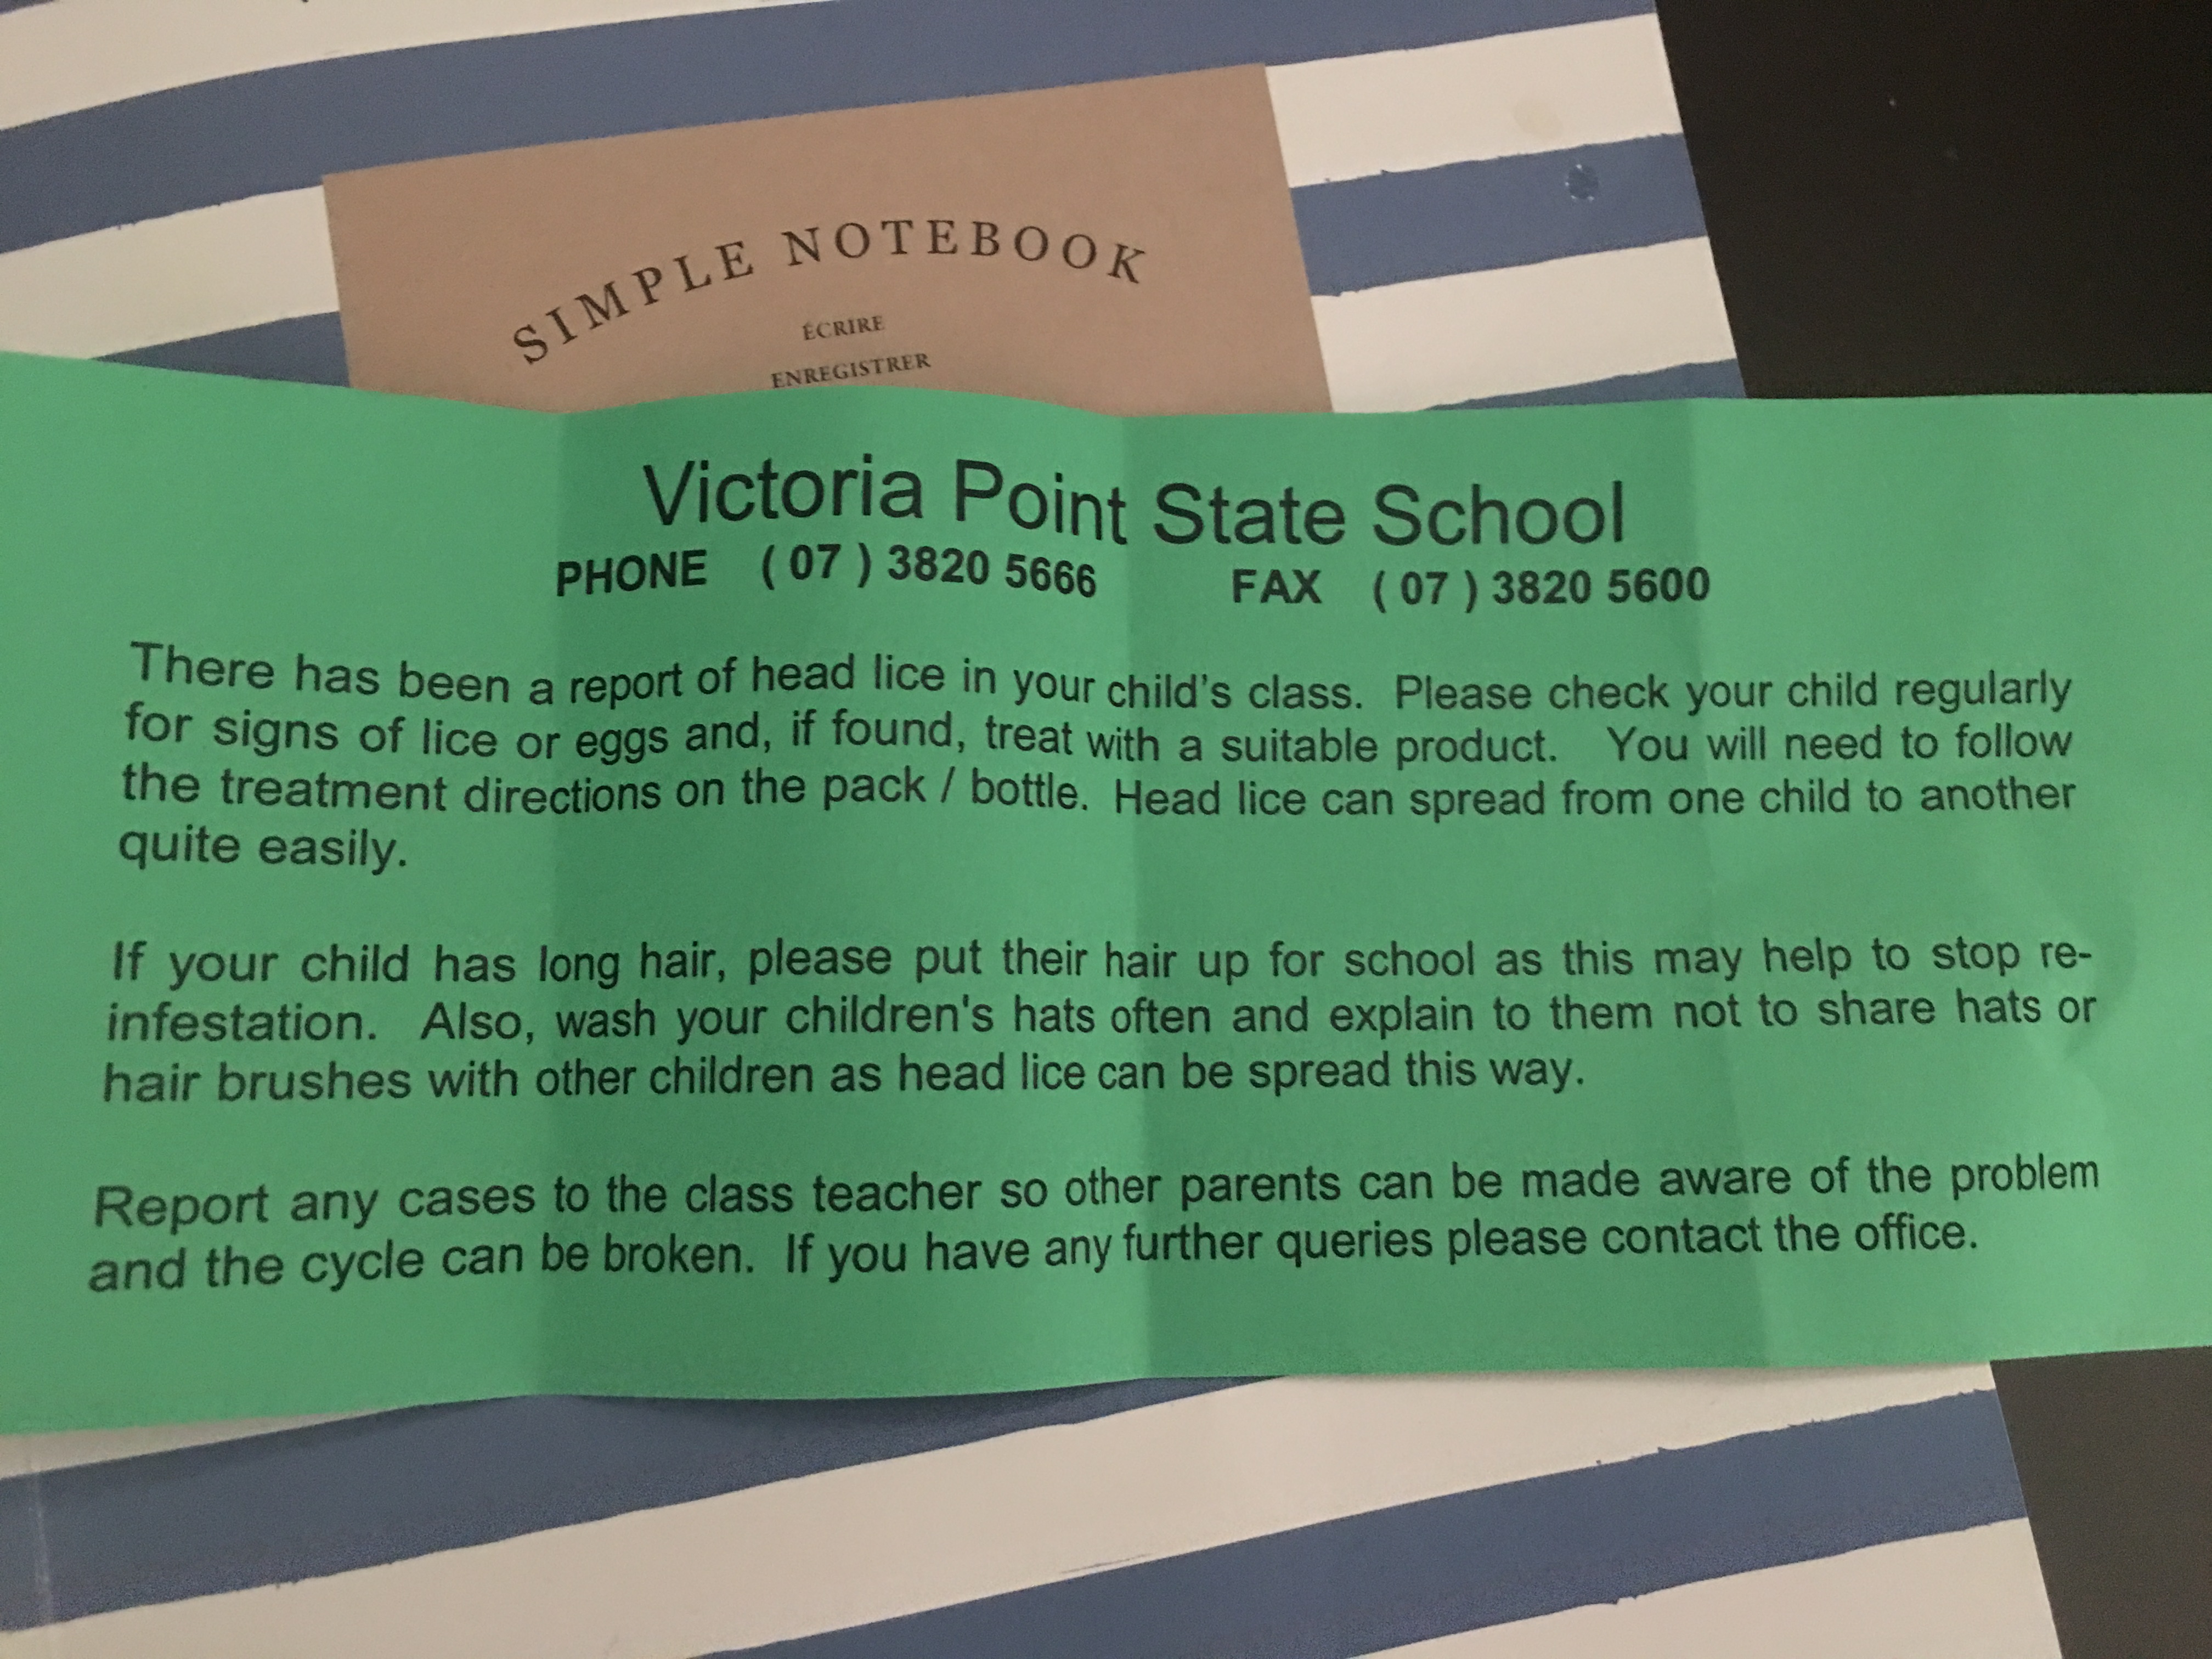 SIMPLE NOTEBOOK
ÉCRIRE
ENREGISTRER
Victoria Point State School
PHONE ( 07 ) 3820 5666 FAX ( 07 ) 3820 5600
There has been a report of head lice in your child's class. Please check your child regularly
for signs of lice or eggs and, if found, treat with a suitable product. You will need to follow
the treatment directions on the pack / bottle. Head lice can spread from one child to another
quite easily.
If your child has long hair, please put their hair up for school as this may help to stop re-
infestation. Also, wash your children's hats often and explain to them not to share hats or
hair brushes with other children as head lice can be spread this way.
Report any cases to the class teacher so other parents can be made aware of the problem
and the cycle can be broken. If you have any further queries please contact the office.